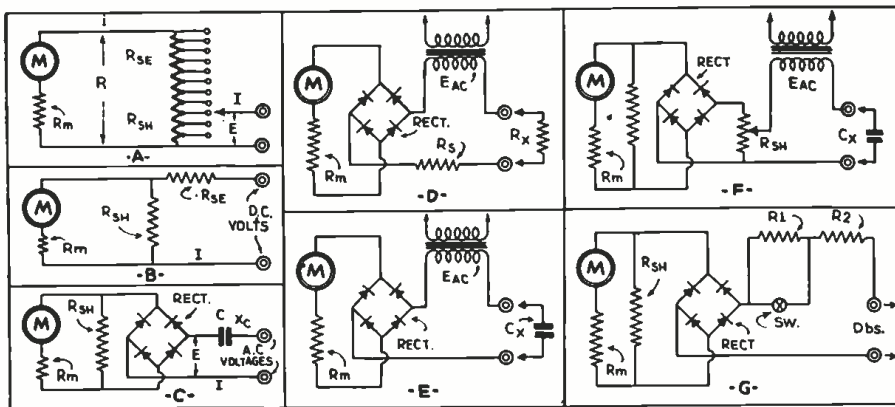 M
Rm
R
RSE
RSH
I
E
-A-
M
Rm
RSH
RSE
D.C.
VOLTS
I
-B-
M
Rm
RSH
RECT.
C
XC
E
A.C
VOLTAGES
I
-C-
M
Rm
EAC
RECT.
RS
RX
-D-
M
Rm
EAC
RECT.
CX
-E-
M
Rm
RECT
EAC
RSH
CX
-F-
M
Rm
RSH
RECT
R1
R2
SW.
Dbs.
-G-